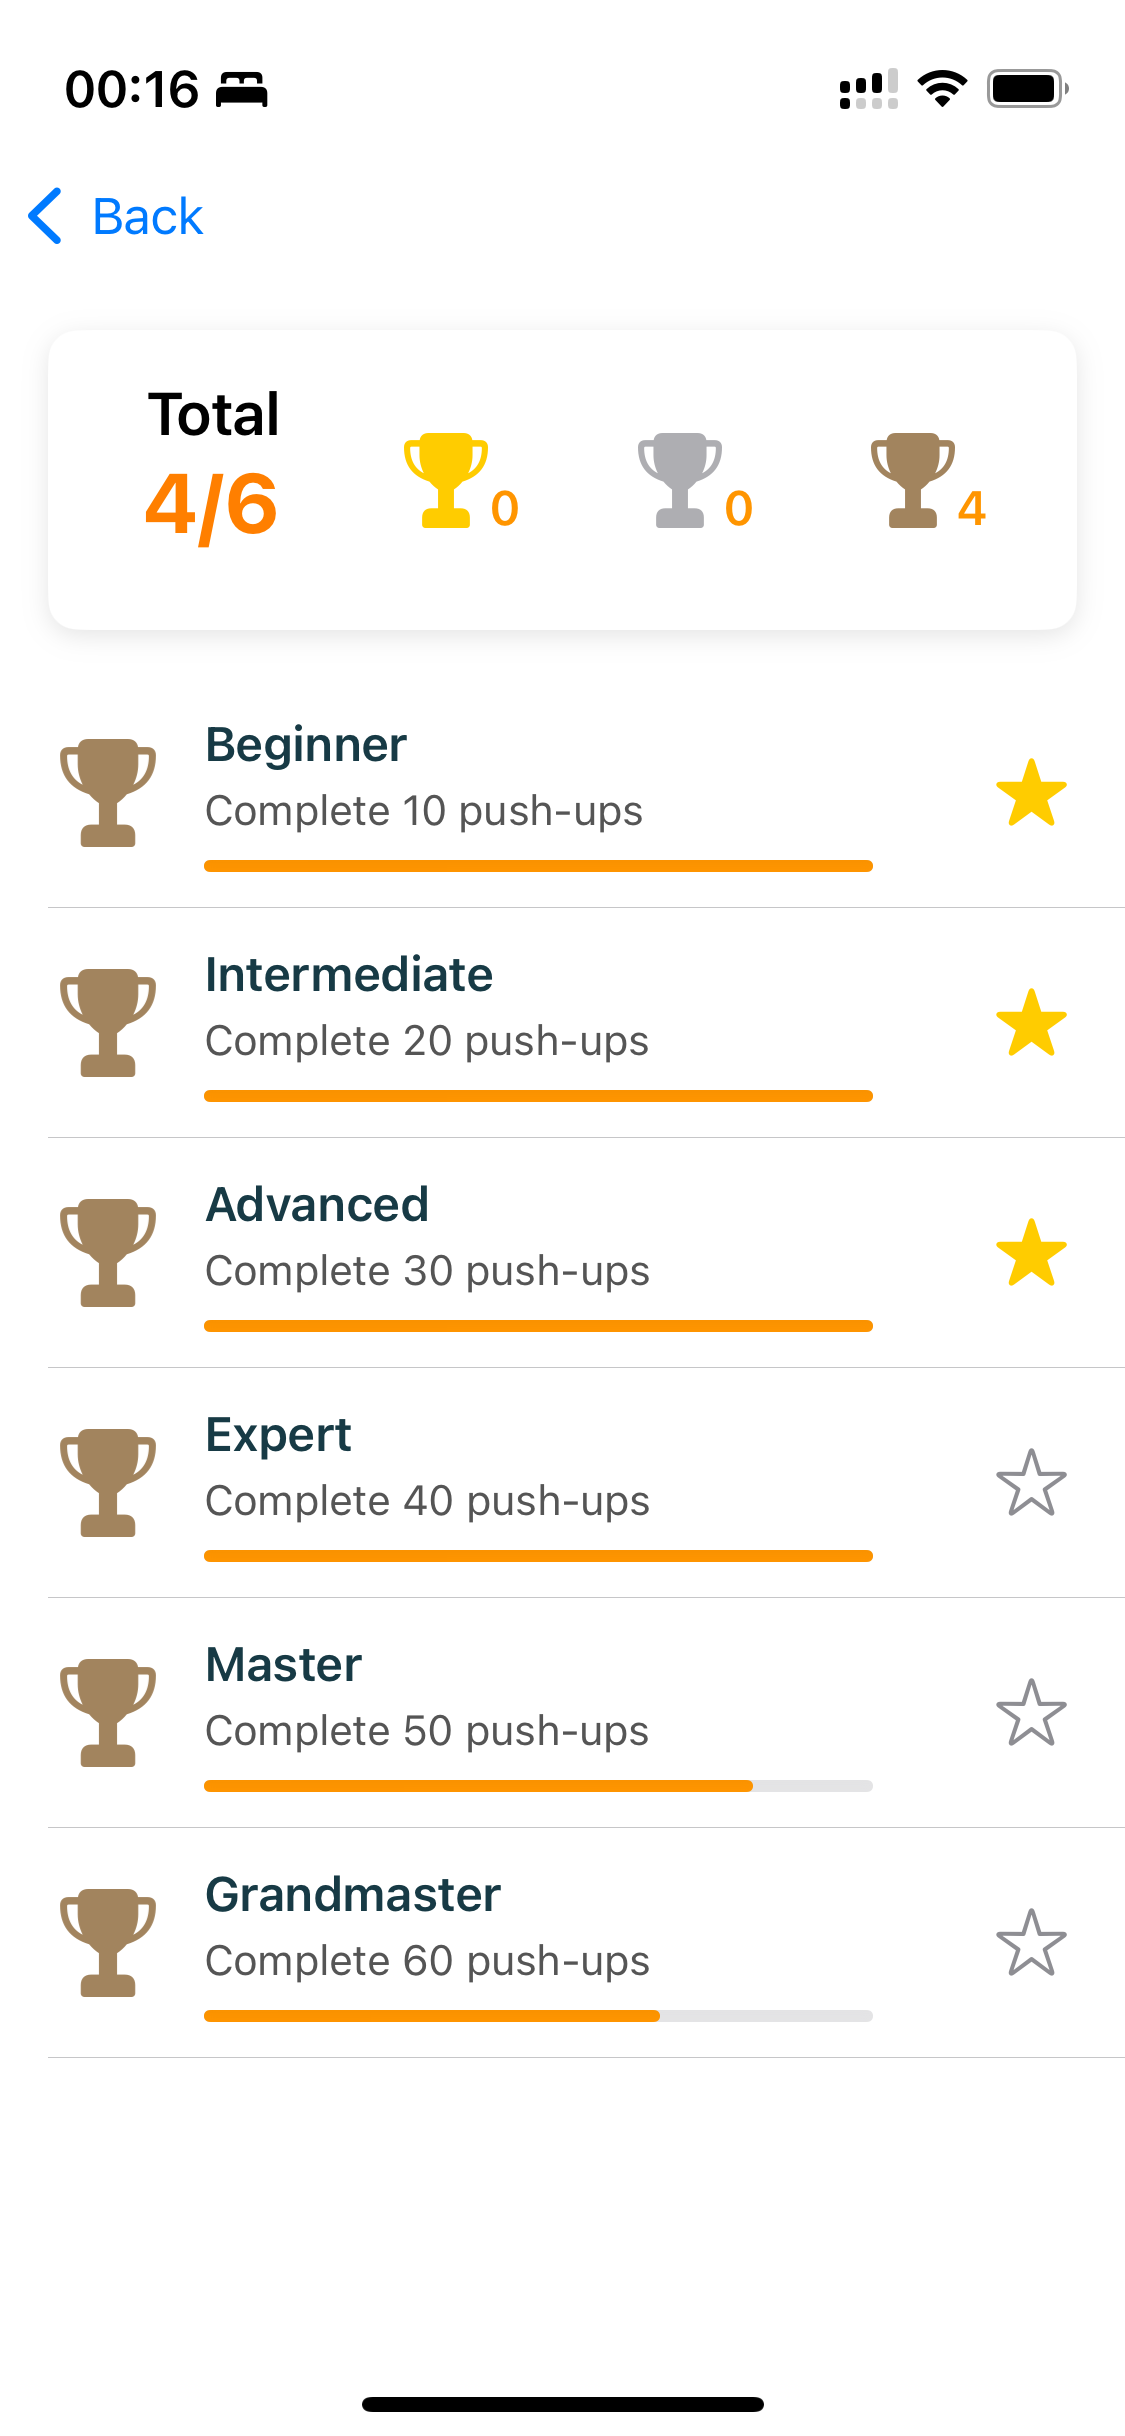 00:16
Back
Total
4/6
0
0
4
Beginner
Complete 10 push-ups
Intermediate
Complete 20 push-ups
Advanced
Complete 30 push-ups
Expert
Complete 40 push-ups
Master
Complete 50 push-ups
Grandmaster
Complete 60 push-ups